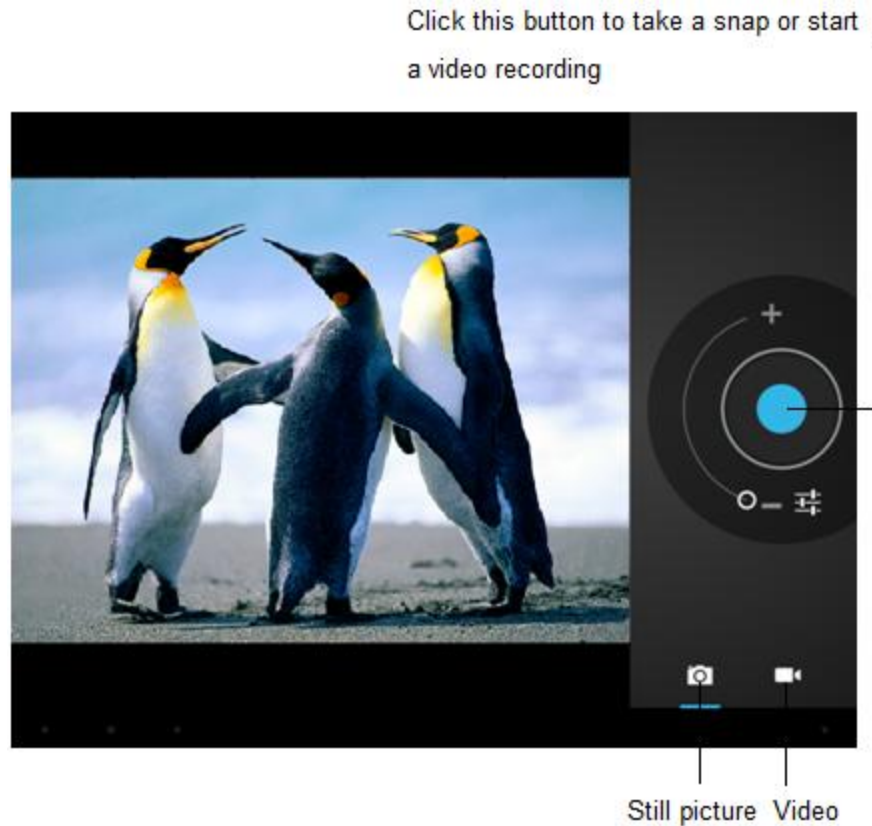 Click this button to take a snap or start
a video recording
Still picture Video